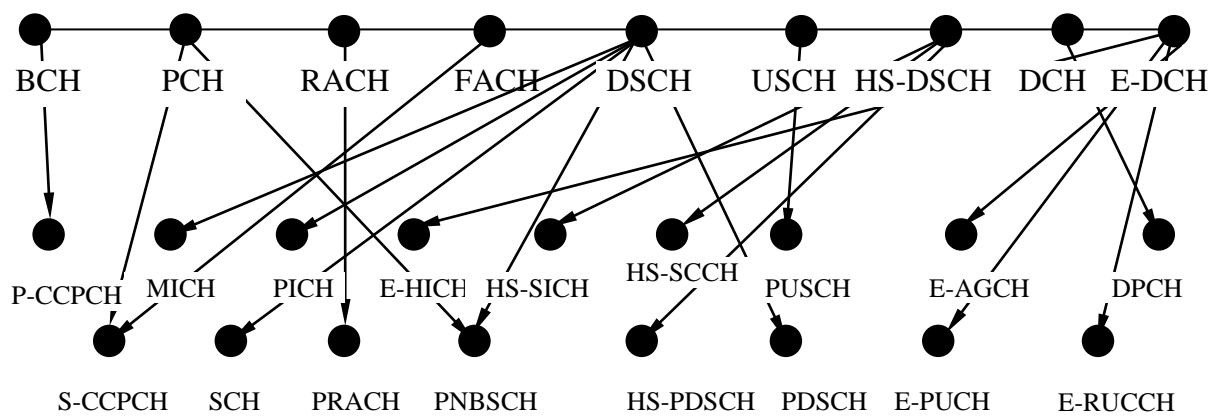 BCH PCH RACH FACH DSCH USCH HS-DSCH DCH E-DCH
P-CCPCH MICH PICH E-HICH HS-SICH HS-SCCH PUSCH E-AGCH DPCH
S-CCPCH SCH PRACH PNBSCH HS-PDSCH PDSCH E-PUCH E-RUCCH